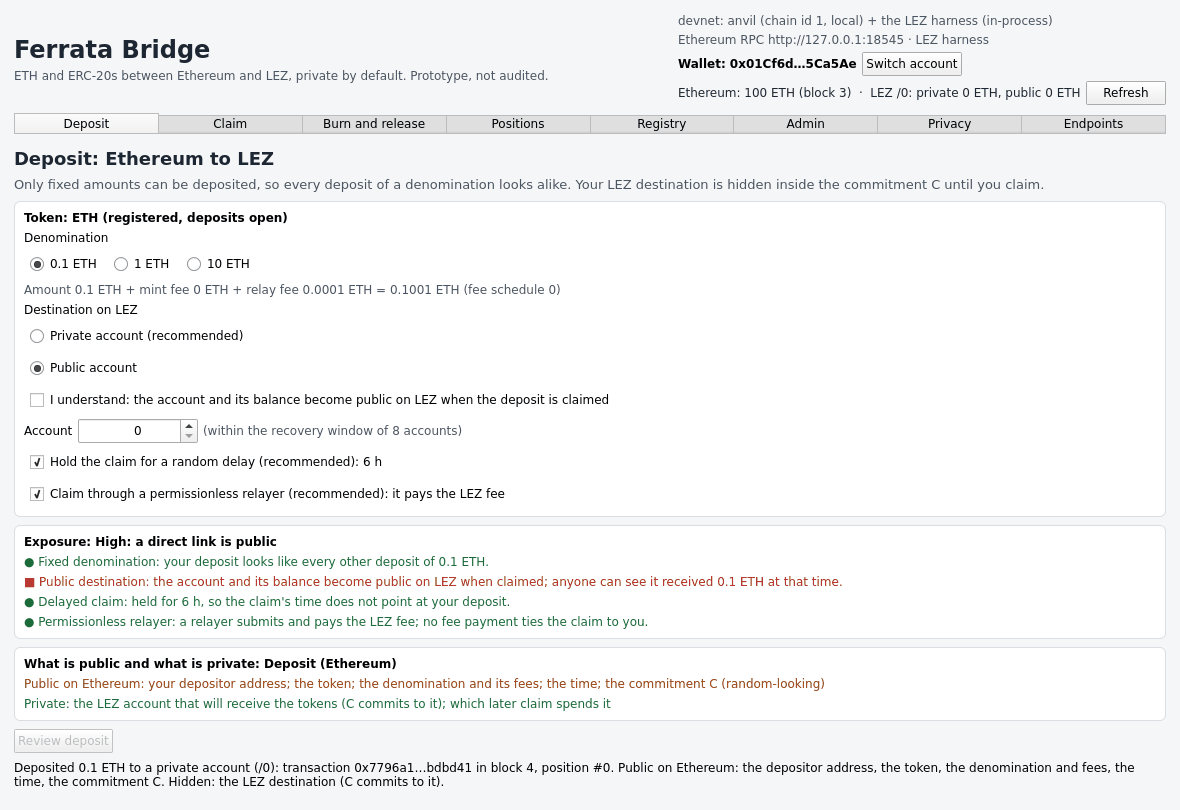 Ferrata Bridge
ETH and ERC-20s between Ethereum and LEZ, private by default. Prototype, not audited.
devnet: anvil (chain id 1, local) + the LEZ harness (in-process)
Ethereum RPC http://127.0.0.1:18545 · LEZ harness
Wallet: 0x01Cf6d…5Ca5Ae Switch account
Ethereum: 100 ETH (block 3) · LEZ /0: private 0 ETH, public 0 ETH Refresh
Deposit Claim Burn and release Positions Registry Admin Privacy Endpoints
Deposit: Ethereum to LEZ
Only fixed amounts can be deposited, so every deposit of a denomination looks alike. Your LEZ destination is hidden inside the commitment C until you claim.
Token: ETH (registered, deposits open)
Denomination
0.1 ETH 1 ETH 10 ETH
Amount 0.1 ETH + mint fee 0 ETH + relay fee 0.0001 ETH = 0.1001 ETH (fee schedule 0)
Destination on LEZ
Private account (recommended)
Public account
I understand: the account and its balance become public on LEZ when the deposit is claimed
Account 0 (within the recovery window of 8 accounts)
Hold the claim for a random delay (recommended): 6 h
Claim through a permissionless relayer (recommended): it pays the LEZ fee
Exposure: High: a direct link is public
Fixed denomination: your deposit looks like every other deposit of 0.1 ETH.
Public destination: the account and its balance become public on LEZ when claimed; anyone can see it received 0.1 ETH at that time.
Delayed claim: held for 6 h, so the claim's time does not point at your deposit.
Permissionless relayer: a relayer submits and pays the LEZ fee; no fee payment ties the claim to you.
What is public and what is private: Deposit (Ethereum)
Public on Ethereum: your depositor address; the token; the denomination and its fees; the time; the commitment C (random-looking)
Private: the LEZ account that will receive the tokens (C commits to it); which later claim spends it
Review deposit
Deposited 0.1 ETH to a private account (/0): transaction 0x7796a1…bdbd41 in block 4, position #0. Public on Ethereum: the depositor address, the token, the denomination and fees, the
time, the commitment C. Hidden: the LEZ destination (C commits to it).